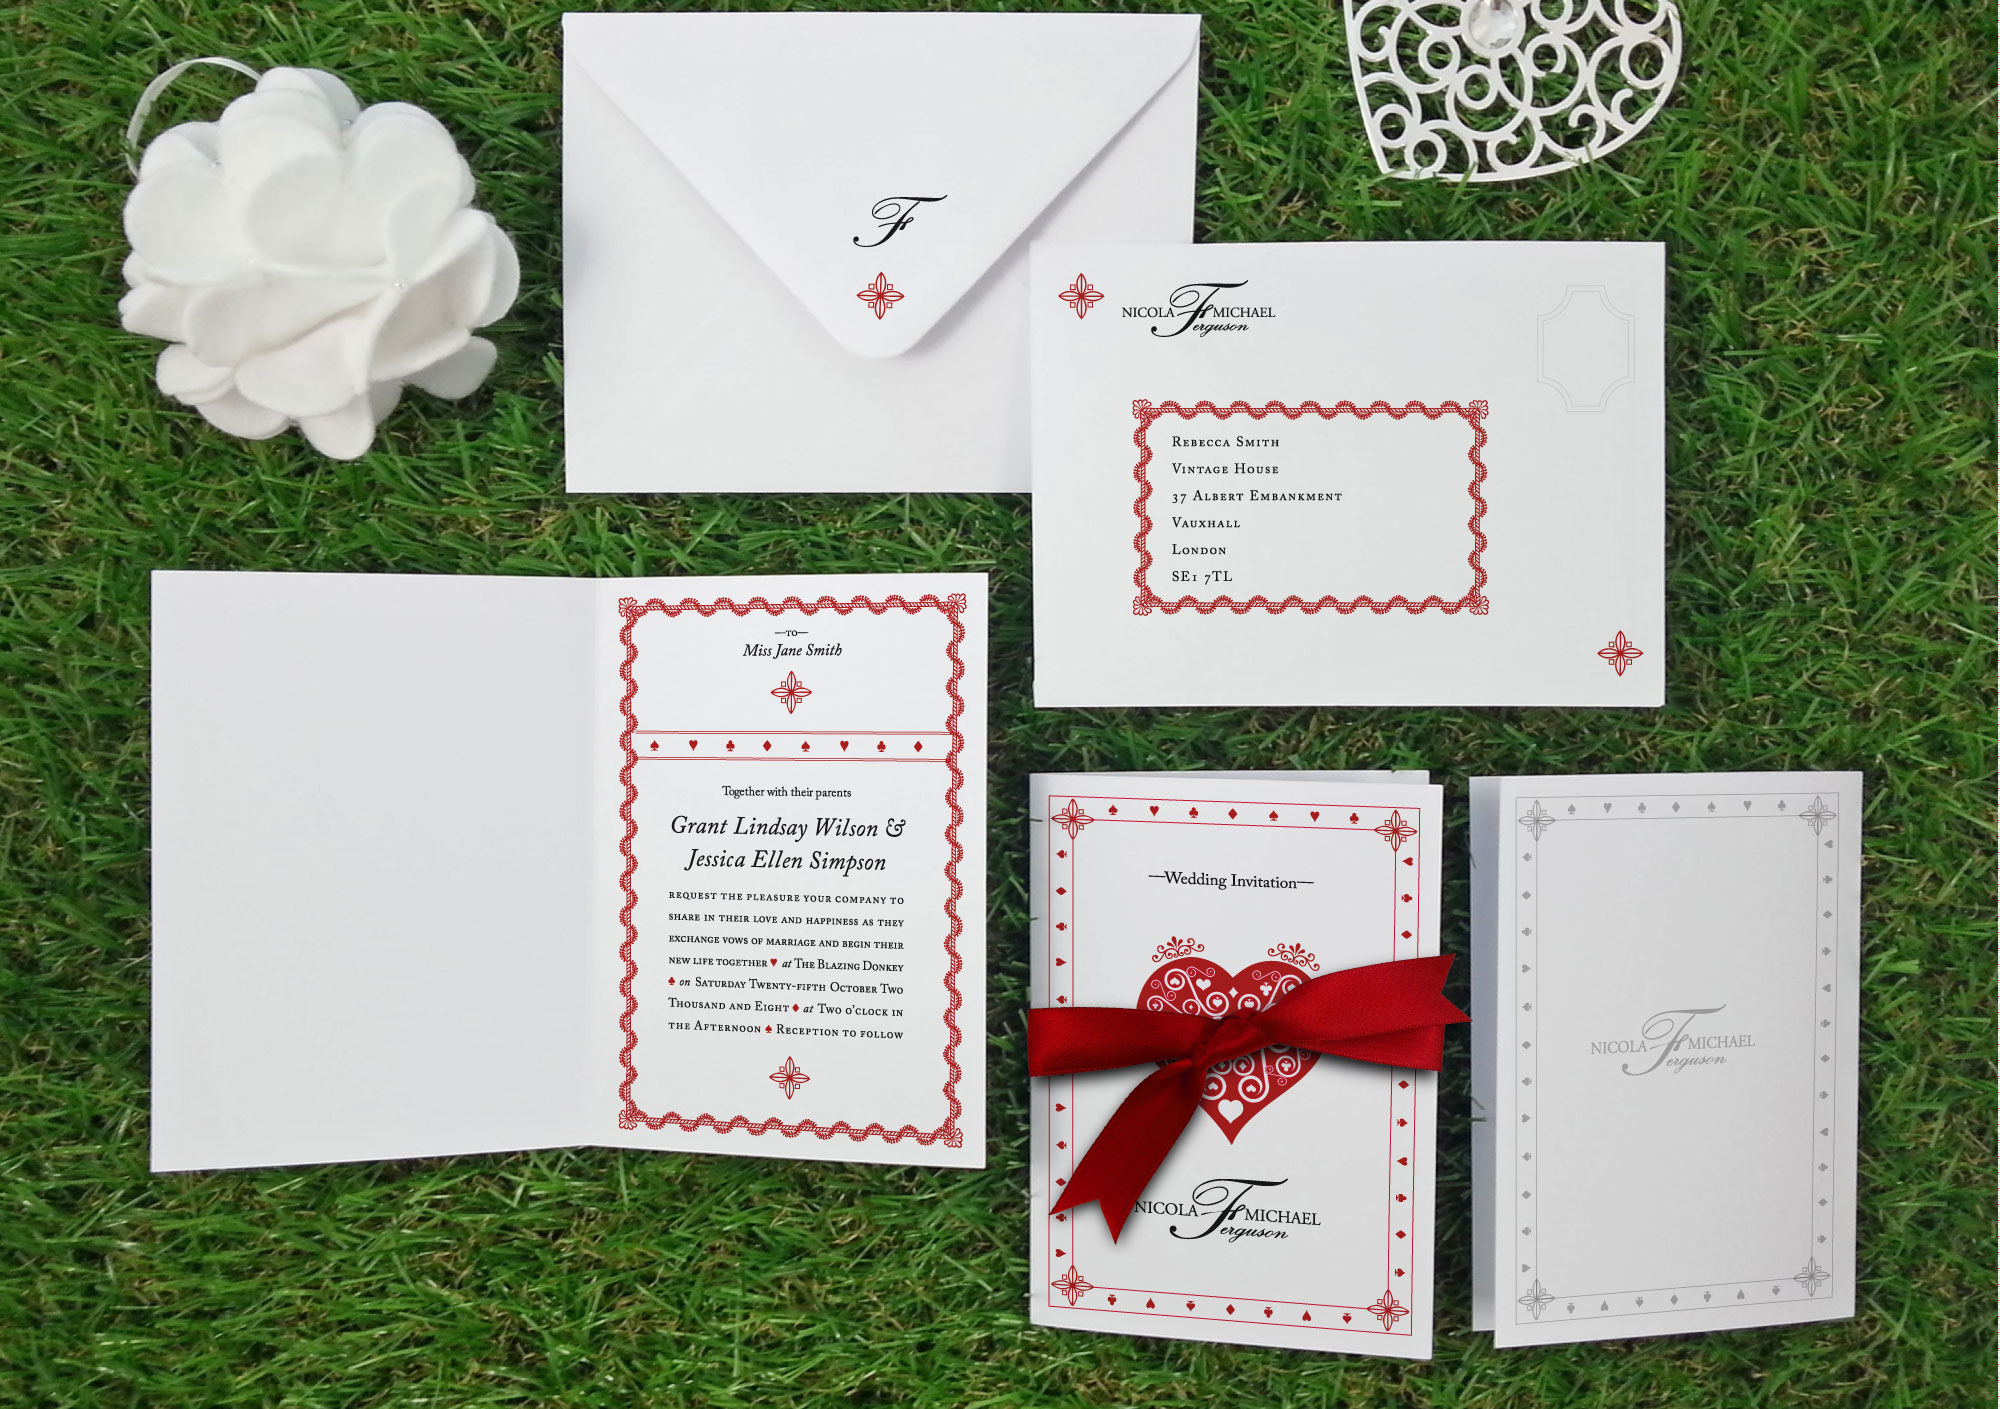 F
NICOLA F MICHAEL
Ferguson
Rebecca Smith
Vintage House
37 Albert Embankment
Vauxhall
London
SE1 7TL
—TO—
Miss Jane Smith
Together with their parents
Grant Lindsay Wilson &
Jessica Ellen Simpson
REQUEST THE PLEASURE YOUR COMPANY TO
SHARE IN THEIR LOVE AND HAPPINESS AS THEY
EXCHANGE VOWS OF MARRIAGE AND BEGIN THEIR
NEW LIFE TOGETHER ♥ at The Blazing Donkey
♣ on Saturday Twenty-fifth October Two
Thousand and Eight ♦ at Two o'clock in
the Afternoon ♠ Reception to follow
—Wedding Invitation—
NICOLA MICHAEL
Ferguson
NICOLA MICHAEL
Ferguson